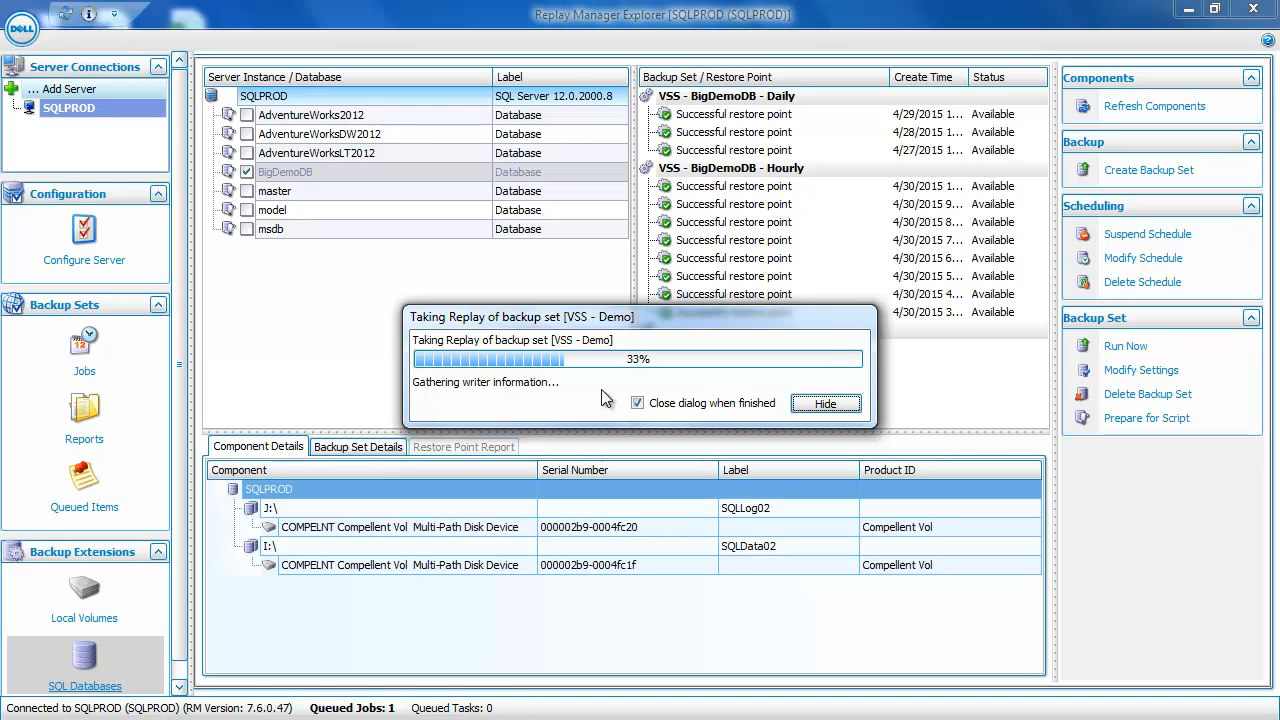 Replay Manager Explorer [SQLPROD (SQLPROD)]
DELL
Server Connections
... Add Server
SQLPROD
Configuration
Configure Server
Backup Sets
Jobs
Reports
Queued Items
Backup Extensions
Local Volumes
SQL Databases
Server Instance / Database Label
SQLPROD SQL Server 12.0.2000.8
AdventureWorks2012 Database
AdventureWorksDW2012 Database
AdventureWorksLT2012 Database
BigDemoDB Database
master Database
model Database
msdb Database
Backup Set / Restore Point Create Time Status
VSS - BigDemoDB - Daily
Successful restore point 4/29/2015 1... Available
Successful restore point 4/28/2015 1... Available
Successful restore point 4/27/2015 1... Available
VSS - BigDemoDB - Hourly
Successful restore point 4/30/2015 1... Available
Successful restore point 4/30/2015 9... Available
Successful restore point 4/30/2015 8... Available
Successful restore point 4/30/2015 7... Available
Successful restore point 4/30/2015 6... Available
Successful restore point 4/30/2015 5... Available
Successful restore point 4/30/2015 4... Available
4/30/2015 3... Available
Taking Replay of backup set [VSS - Demo]
Taking Replay of backup set [VSS - Demo]
33%
Gathering writer information...
Close dialog when finished Hide
Component Details Backup Set Details Restore Point Report
Component Serial Number Label Product ID
SQLPROD
J:\ SQLLog02
COMPELNT Compellent Vol Multi-Path Disk Device 000002b9-0004fc20 Compellent Vol
I:\ SQLData02
COMPELNT Compellent Vol Multi-Path Disk Device 000002b9-0004fc1f Compellent Vol
Components
Refresh Components
Backup
Create Backup Set
Scheduling
Suspend Schedule
Modify Schedule
Delete Schedule
Backup Set
Run Now
Modify Settings
Delete Backup Set
Prepare for Script
Connected to SQLPROD (SQLPROD) (RM Version: 7.6.0.47) Queued Jobs: 1 Queued Tasks: 0